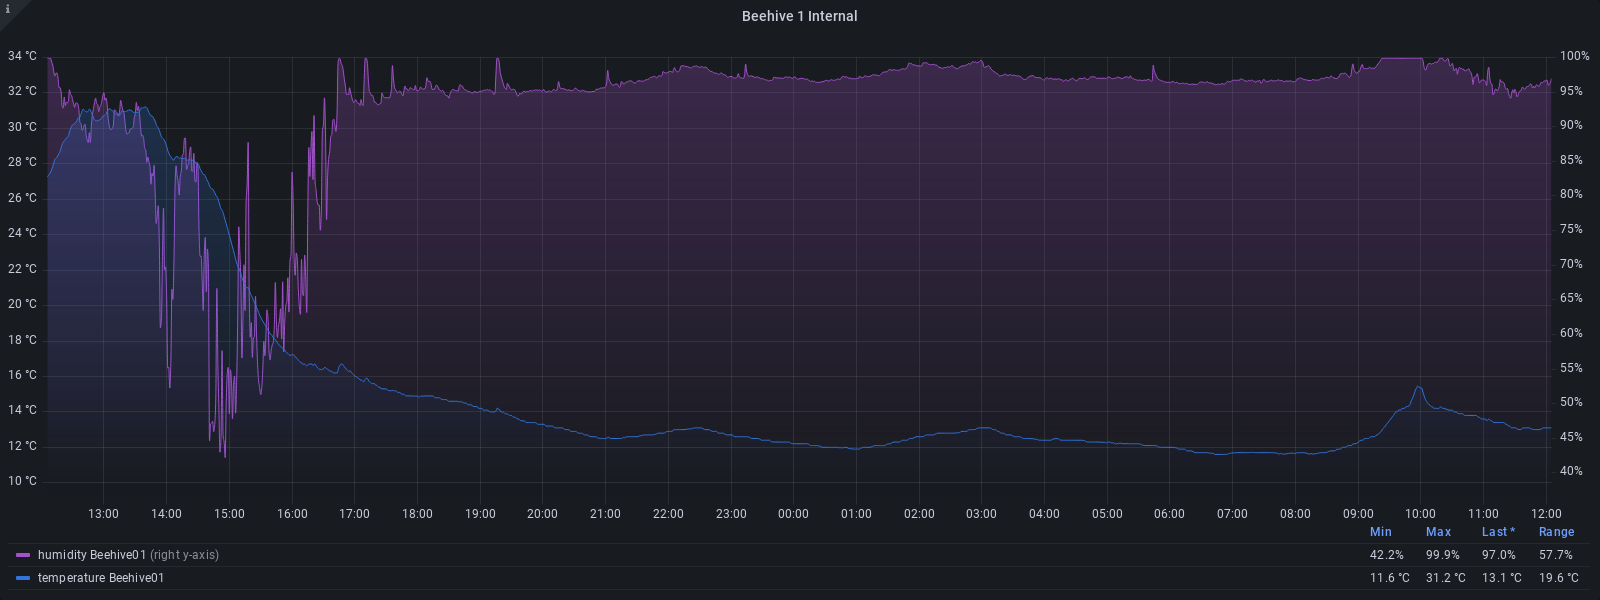 i
Beehive 1 Internal
34 °C 100%
32 °C 95%
30 °C 90%
28 °C 85%
26 °C 80%
24 °C 75%
22 °C 70%
20 °C 65%
18 °C 60%
16 °C 55%
14 °C 50%
12 °C 45%
10 °C 40%
13:00 14:00 15:00 16:00 17:00 18:00 19:00 20:00 21:00 22:00 23:00 00:00 01:00 02:00 03:00 04:00 05:00 06:00 07:00 08:00 09:00 10:00 11:00 12:00
Min Max Last * Range
humidity Beehive01 (right y-axis) 42.2% 99.9% 97.0% 57.7%
temperature Beehive01 11.6 °C 31.2 °C 13.1 °C 19.6 °C